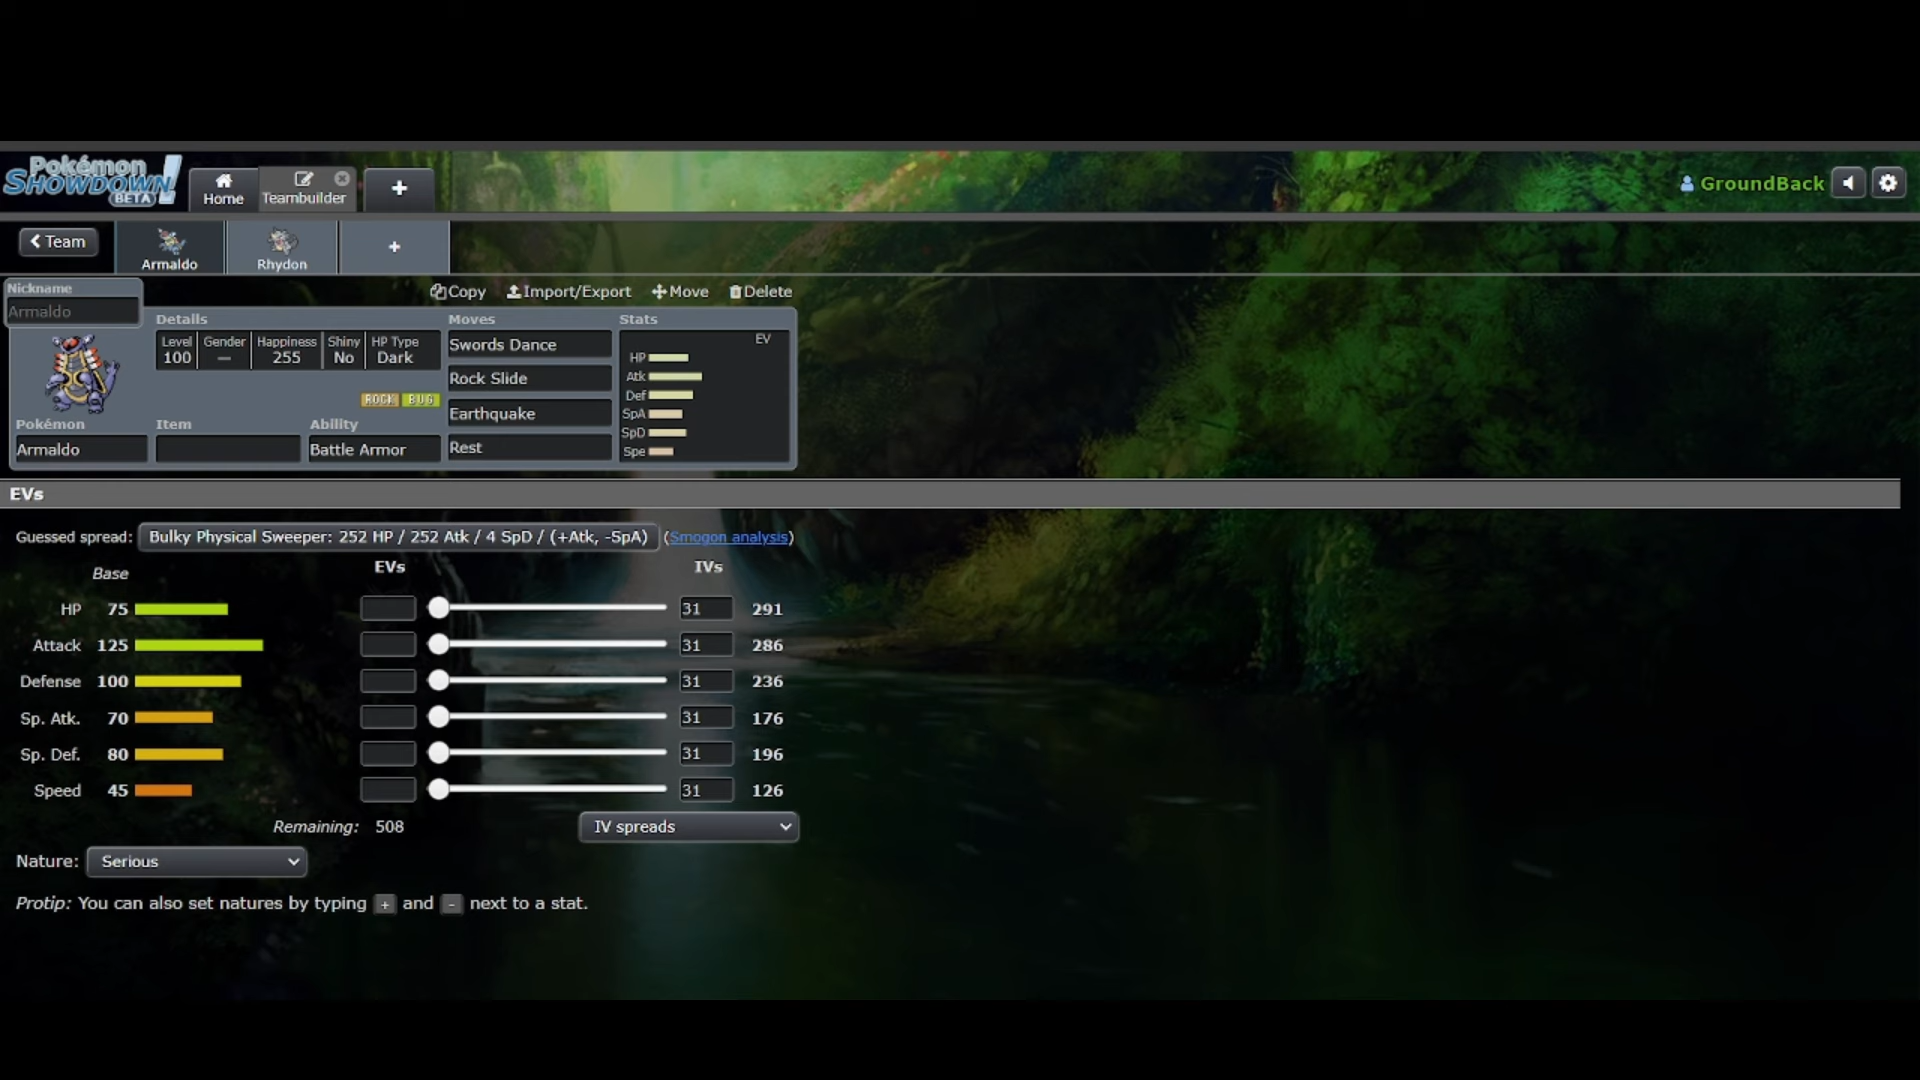 Pokémon
SHOWDOWN!
BETA
Home
Teambuilder
+
GroundBack
Team
Armaldo
Rhydon
+
Nickname
Armaldo
Copy
Import/Export
Move
Delete
Details
Level
100
Gender
—
Happiness
255
Shiny
No
HP Type
Dark
ROCK
BUG
Pokémon
Armaldo
Item
Ability
Battle Armor
Moves
Swords Dance
Rock Slide
Earthquake
Rest
Stats
EV
HP
Atk
Def
SpA
SpD
Spe
EVs
Guessed spread: Bulky Physical Sweeper: 252 HP / 252 Atk / 4 SpD / (+Atk, -SpA) (Smogon analysis)
Base EVs IVs
HP 75 31 291
Attack 125 31 286
Defense 100 31 236
Sp. Atk. 70 31 176
Sp. Def. 80 31 196
Speed 45 31 126
Remaining: 508 IV spreads
Nature: Serious
Protip: You can also set natures by typing + and - next to a stat.